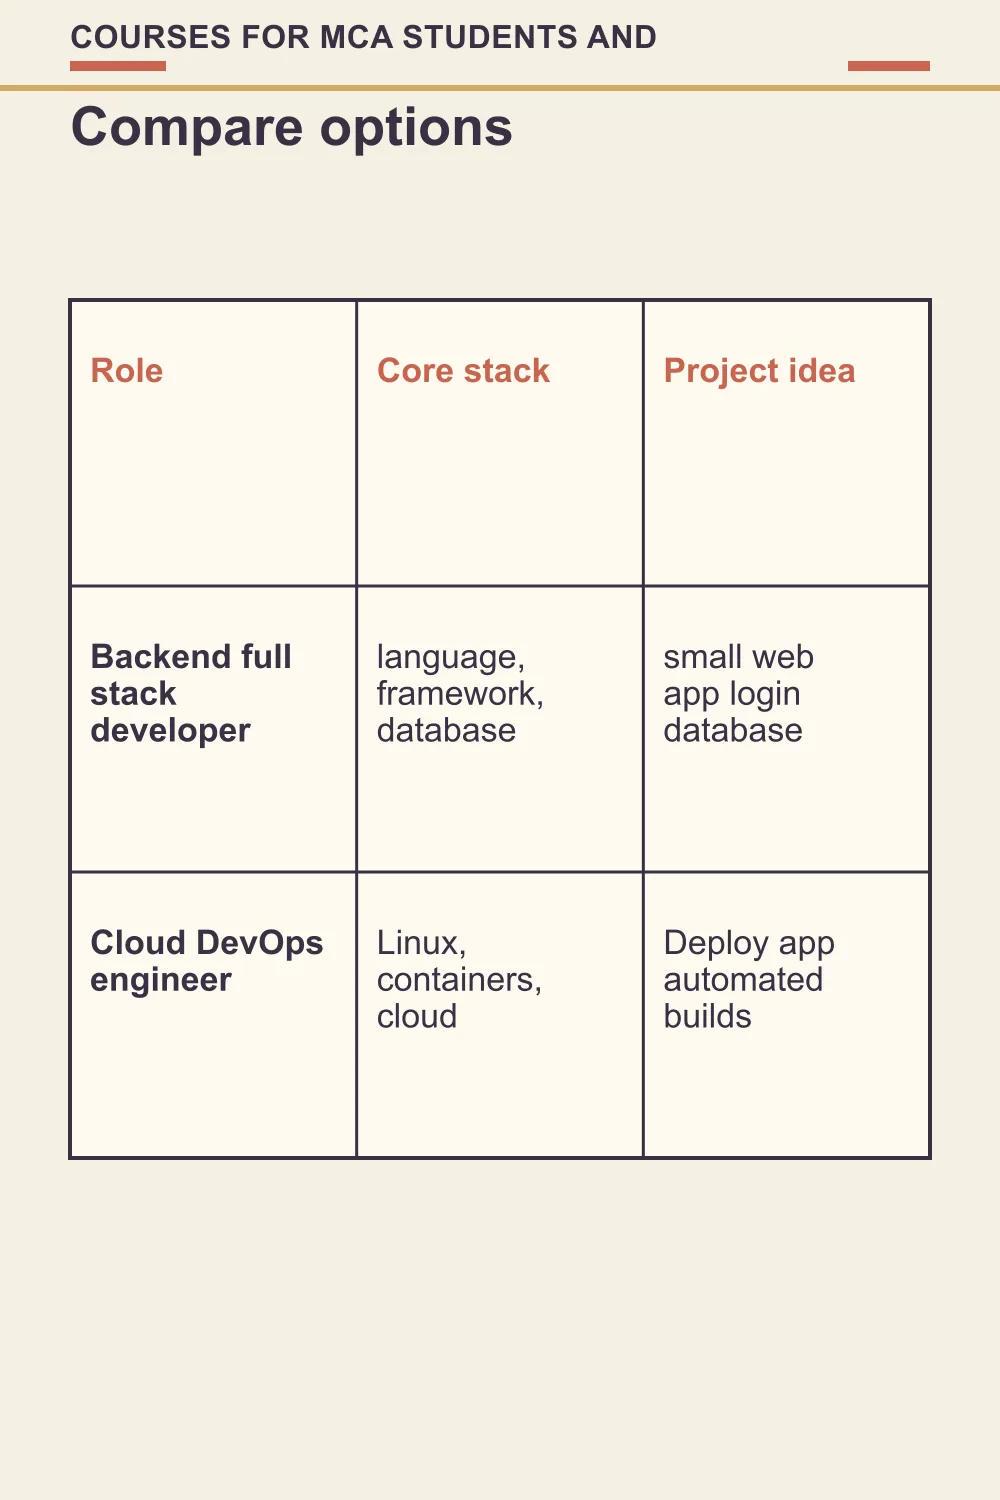 COURSES FOR MCA STUDENTS AND
Compare options
Role
Core stack
Project idea
Backend full
stack
developer
language,
framework,
database
small web
app login
database
Cloud DevOps
engineer
Linux,
containers,
cloud
Deploy app
automated
builds